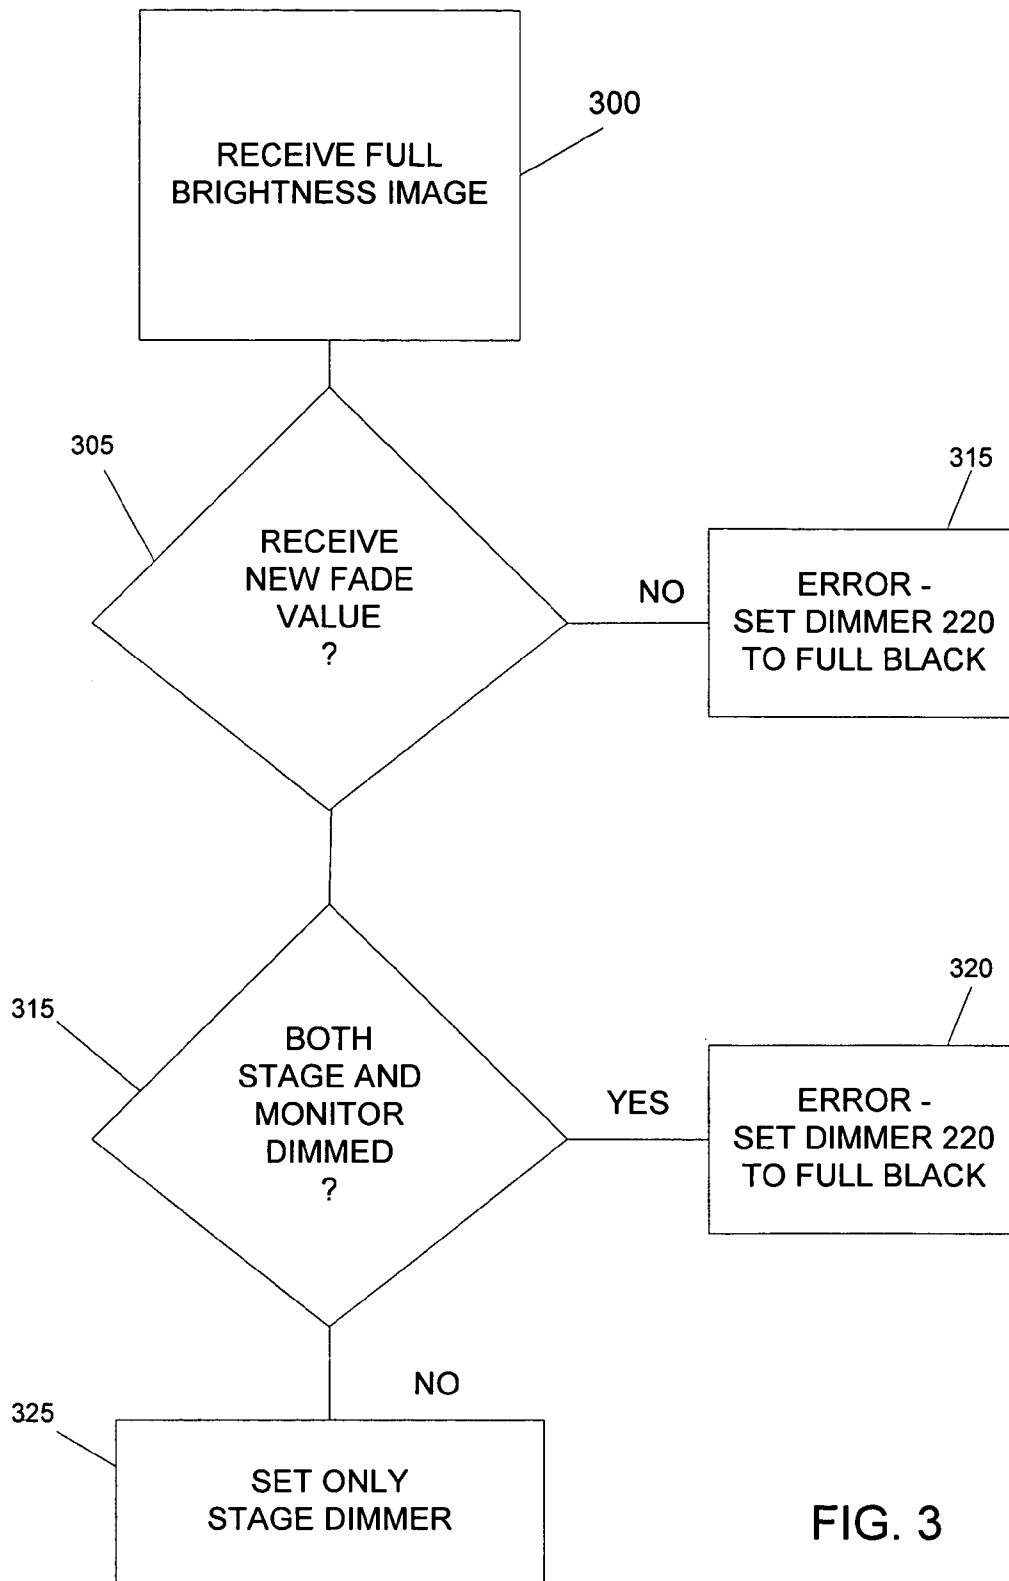 300
RECEIVE FULL
BRIGHTNESS IMAGE
305
RECEIVE
NEW FADE
VALUE
?
NO
315
ERROR -
SET DIMMER 220
TO FULL BLACK
315
BOTH
STAGE AND
MONITOR
DIMMED
?
YES
320
ERROR -
SET DIMMER 220
TO FULL BLACK
NO
325
SET ONLY
STAGE DIMMER
FIG. 3